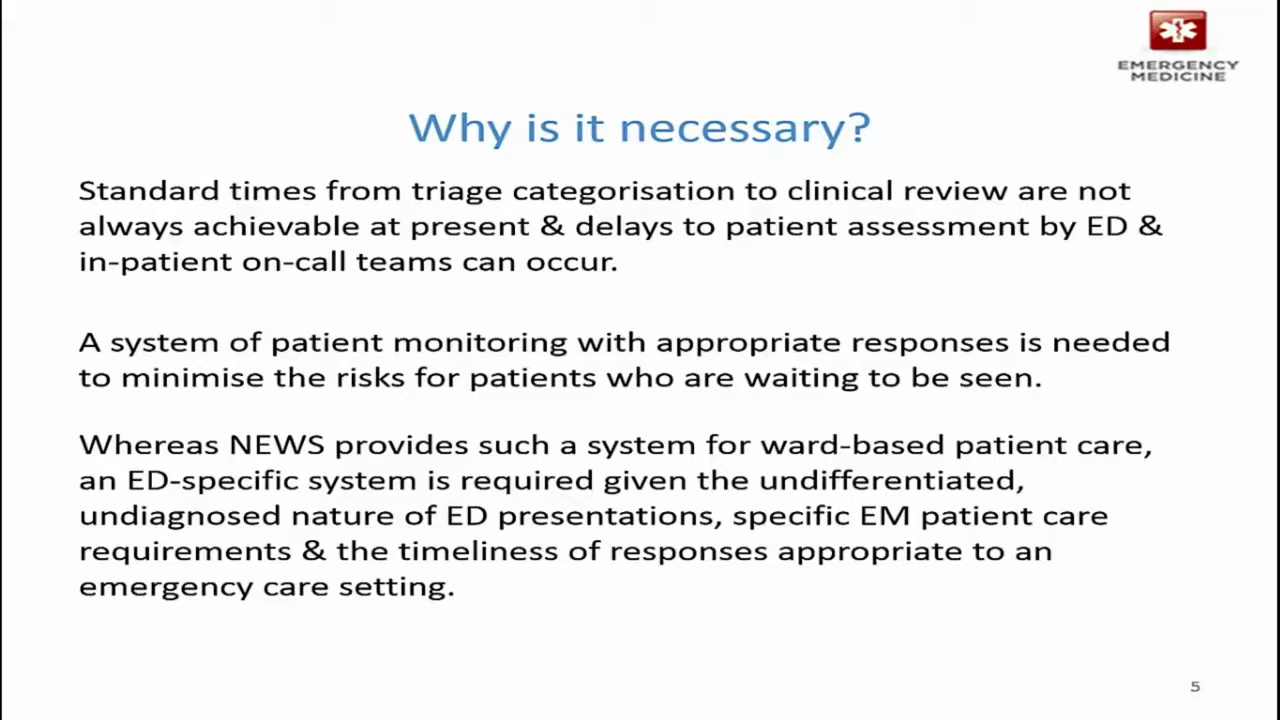 EMERGENCY
MEDICINE
Why is it necessary?
Standard times from triage categorisation to clinical review are not
always achievable at present & delays to patient assessment by ED &
in-patient on-call teams can occur.
A system of patient monitoring with appropriate responses is needed
to minimise the risks for patients who are waiting to be seen.
Whereas NEWS provides such a system for ward-based patient care,
an ED-specific system is required given the undifferentiated,
undiagnosed nature of ED presentations, specific EM patient care
requirements & the timeliness of responses appropriate to an
emergency care setting.
5